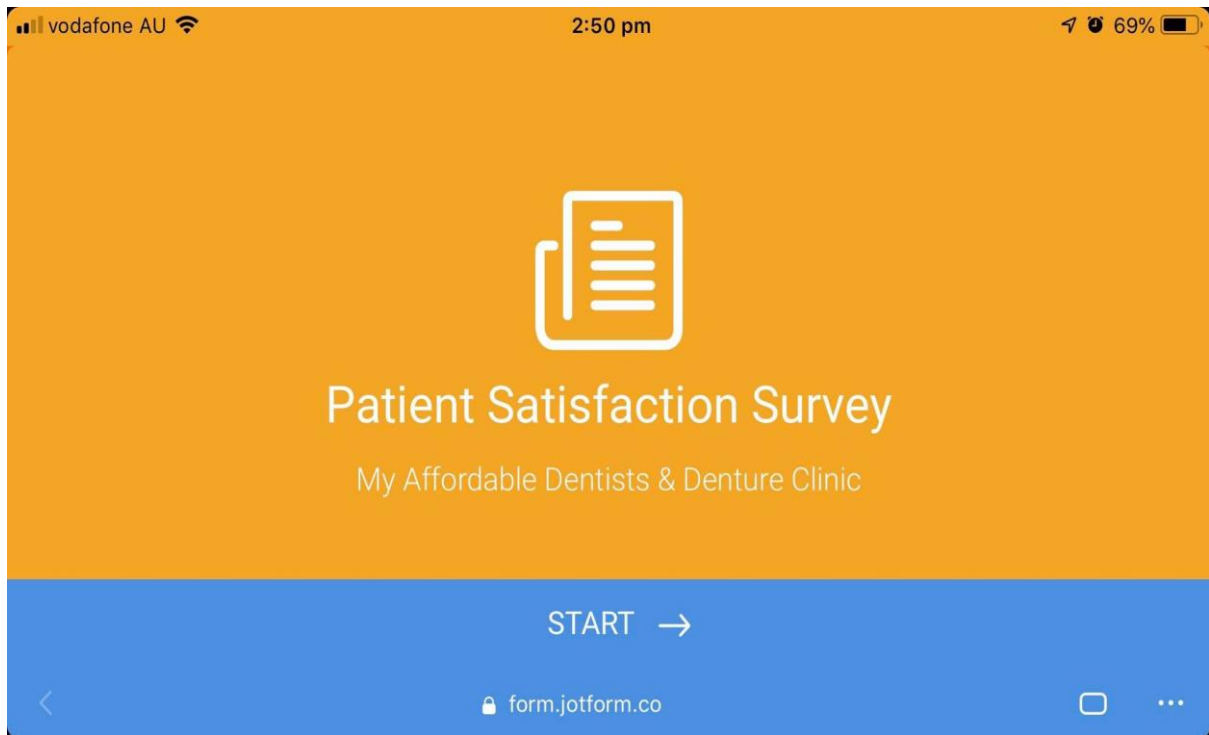 vodafone AU 2:50 pm 69%
Patient Satisfaction Survey
My Affordable Dentists & Denture Clinic
START →
form.jotform.co